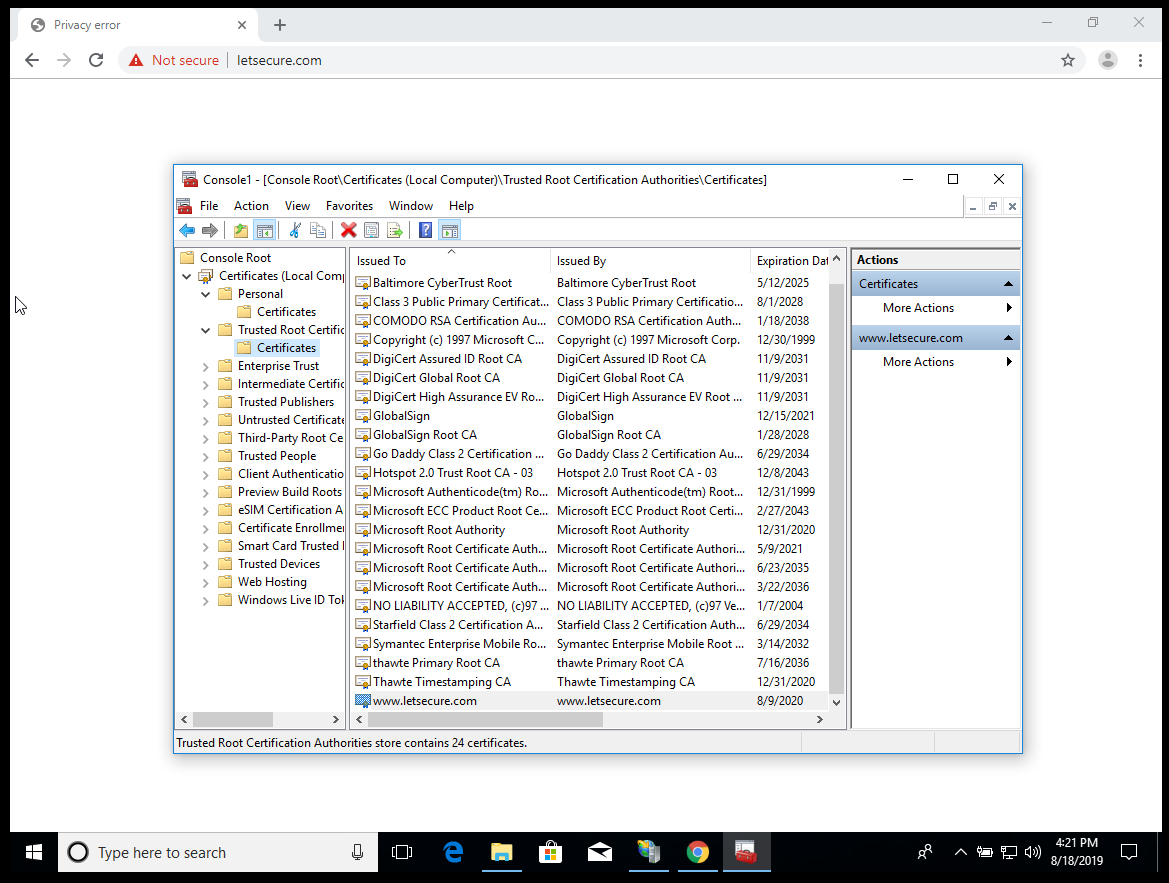 Privacy error
Not secure letsecure.com
Console1 - [Console Root\Certificates (Local Computer)\Trusted Root Certification Authorities\Certificates]
File Action View Favorites Window Help
Console Root
Certificates (Local Comp
Personal
Certificates
Trusted Root Certific
Certificates
Enterprise Trust
Intermediate Certific
Trusted Publishers
Untrusted Certificate
Third-Party Root Ce
Trusted People
Client Authenticatio
Preview Build Roots
eSIM Certification A
Certificate Enrollmer
Smart Card Trusted
Trusted Devices
Web Hosting
Windows Live ID Tok
Issued To Issued By Expiration Dat
Baltimore CyberTrust Root Baltimore CyberTrust Root 5/12/2025
Class 3 Public Primary Certificat... Class 3 Public Primary Certificatio... 8/1/2028
COMODO RSA Certification Au... COMODO RSA Certification Auth... 1/18/2038
Copyright (c) 1997 Microsoft C... Copyright (c) 1997 Microsoft Corp. 12/30/1999
DigiCert Assured ID Root CA DigiCert Assured ID Root CA 11/9/2031
DigiCert Global Root CA DigiCert Global Root CA 11/9/2031
DigiCert High Assurance EV Ro... DigiCert High Assurance EV Root ... 11/9/2031
GlobalSign GlobalSign 12/15/2021
GlobalSign Root CA GlobalSign Root CA 1/28/2028
Go Daddy Class 2 Certification ... Go Daddy Class 2 Certification Au... 6/29/2034
Hotspot 2.0 Trust Root CA - 03 Hotspot 2.0 Trust Root CA - 03 12/8/2043
Microsoft Authenticode(tm) Ro... Microsoft Authenticode(tm) Root... 12/31/1999
Microsoft ECC Product Root Ce... Microsoft ECC Product Root Certi... 2/27/2043
Microsoft Root Authority Microsoft Root Authority 12/31/2020
Microsoft Root Certificate Auth... Microsoft Root Certificate Authori... 5/9/2021
Microsoft Root Certificate Auth... Microsoft Root Certificate Authori... 6/23/2035
Microsoft Root Certificate Auth... Microsoft Root Certificate Authori... 3/22/2036
NO LIABILITY ACCEPTED, (c)97 ... NO LIABILITY ACCEPTED, (c)97 Ve... 1/7/2004
Starfield Class 2 Certification A... Starfield Class 2 Certification Auth... 6/29/2034
Symantec Enterprise Mobile Ro... Symantec Enterprise Mobile Root ... 3/14/2032
thawte Primary Root CA thawte Primary Root CA 7/16/2036
Thawte Timestamping CA Thawte Timestamping CA 12/31/2020
www.letsecure.com www.letsecure.com 8/9/2020
Actions
Certificates
More Actions
www.letsecure.com
More Actions
Trusted Root Certification Authorities store contains 24 certificates.
Type here to search
4:21 PM
8/18/2019